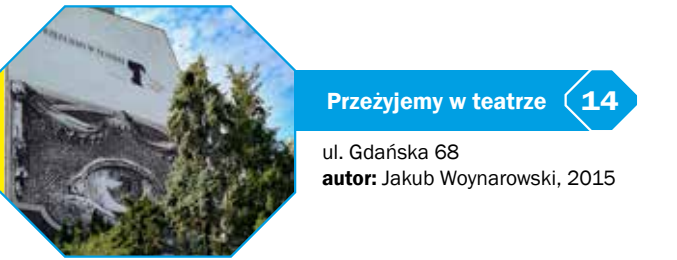 Przeżyjemy w teatrze 14
ul. Gdańska 68
autor: Jakub Woynarowski, 2015